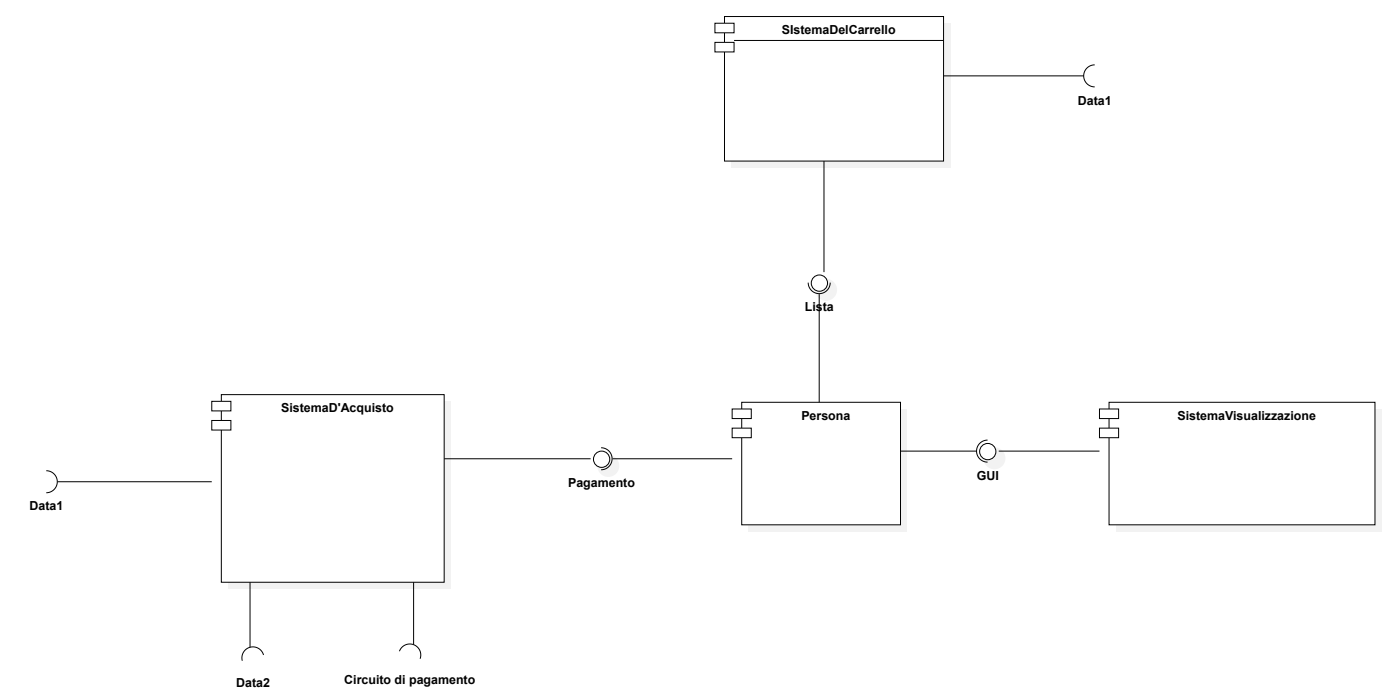 SIstemaDelCarrello
Data1
Lista
SistemaD'Acquisto
Persona
SistemaVisualizzazione
Pagamento
GUI
Data1
Data2
Circuito di pagamento